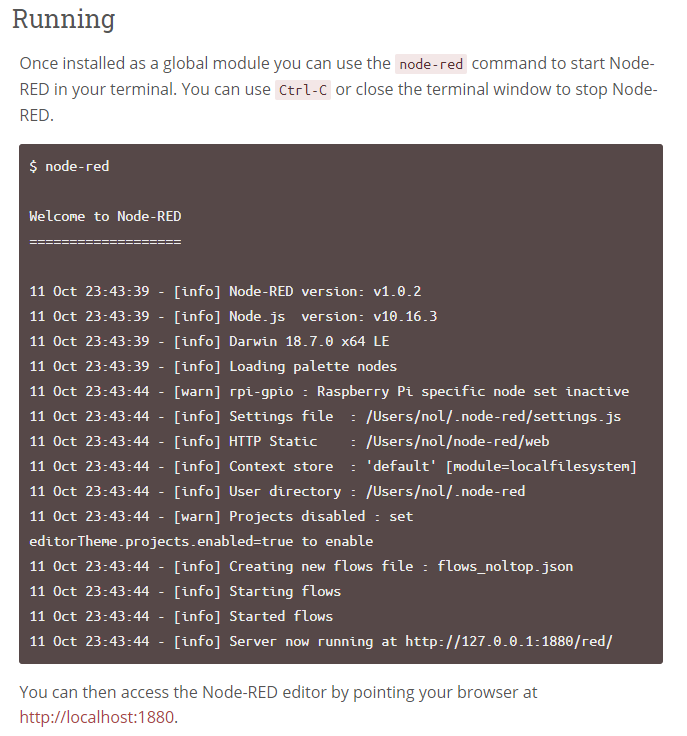 Running
Once installed as a global module you can use the node-red command to start Node-
RED in your terminal. You can use Ctrl-C or close the terminal window to stop Node-
RED.
$ node-red
Welcome to Node-RED
===================
11 Oct 23:43:39 - [info] Node-RED version: v1.0.2
11 Oct 23:43:39 - [info] Node.js  version: v10.16.3
11 Oct 23:43:39 - [info] Darwin 18.7.0 x64 LE
11 Oct 23:43:39 - [info] Loading palette nodes
11 Oct 23:43:44 - [warn] rpi-gpio : Raspberry Pi specific node set inactive
11 Oct 23:43:44 - [info] Settings file  : /Users/nol/.node-red/settings.js
11 Oct 23:43:44 - [info] HTTP Static    : /Users/nol/node-red/web
11 Oct 23:43:44 - [info] Context store  : 'default' [module=localfilesystem]
11 Oct 23:43:44 - [info] User directory : /Users/nol/.node-red
11 Oct 23:43:44 - [warn] Projects disabled : set
editorTheme.projects.enabled=true to enable
11 Oct 23:43:44 - [info] Creating new flows file : flows_noltop.json
11 Oct 23:43:44 - [info] Starting flows
11 Oct 23:43:44 - [info] Started flows
11 Oct 23:43:44 - [info] Server now running at http://127.0.0.1:1880/red/
You can then access the Node-RED editor by pointing your browser at
http://localhost:1880.